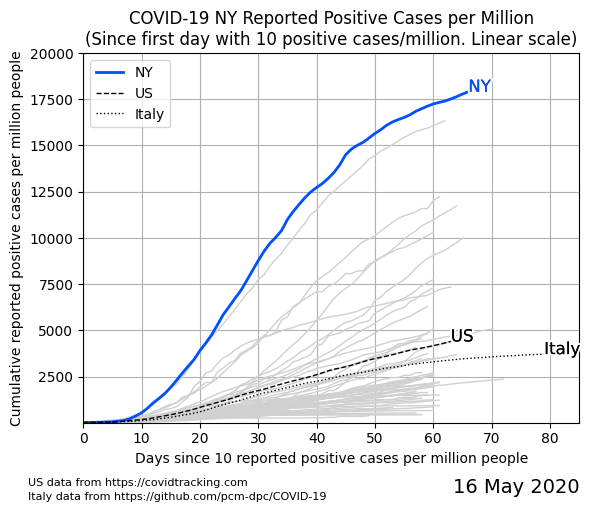 COVID-19 NY Reported Positive Cases per Million
(Since first day with 10 positive cases/million. Linear scale)
Cumulative reported positive cases per million people
20000
17500
15000
12500
10000
7500
5000
2500
NY
US
Italy
NY
US
Italy
0 10 20 30 40 50 60 70 80
Days since 10 reported positive cases per million people
US data from https://covidtracking.com
Italy data from https://github.com/pcm-dpc/COVID-19
16 May 2020